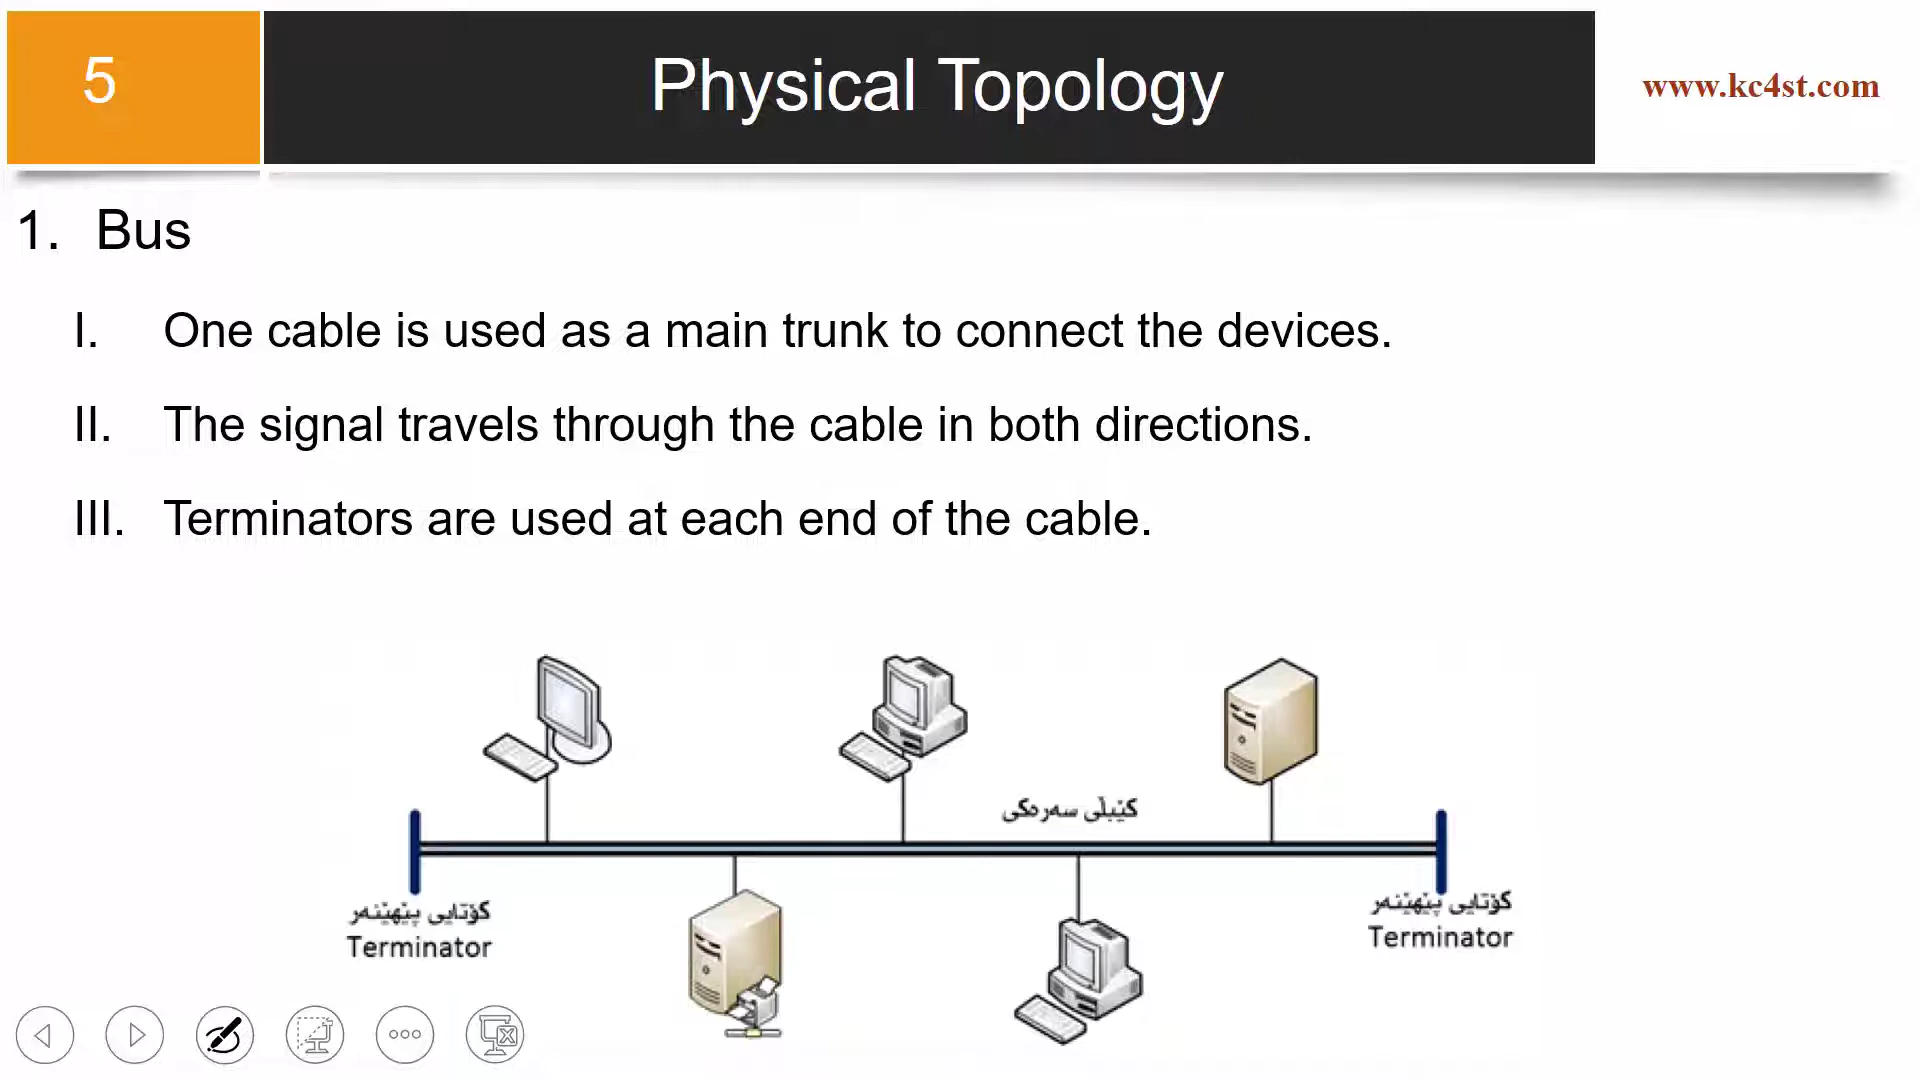 5
Physical Topology
www.kc4st.com
1. Bus
I. One cable is used as a main trunk to connect the devices.
II. The signal travels through the cable in both directions.
III. Terminators are used at each end of the cable.
کێبڵی سەرەکی
کۆتایی پێهێنەر
Terminator
کۆتایی پێهێنەر
Terminator